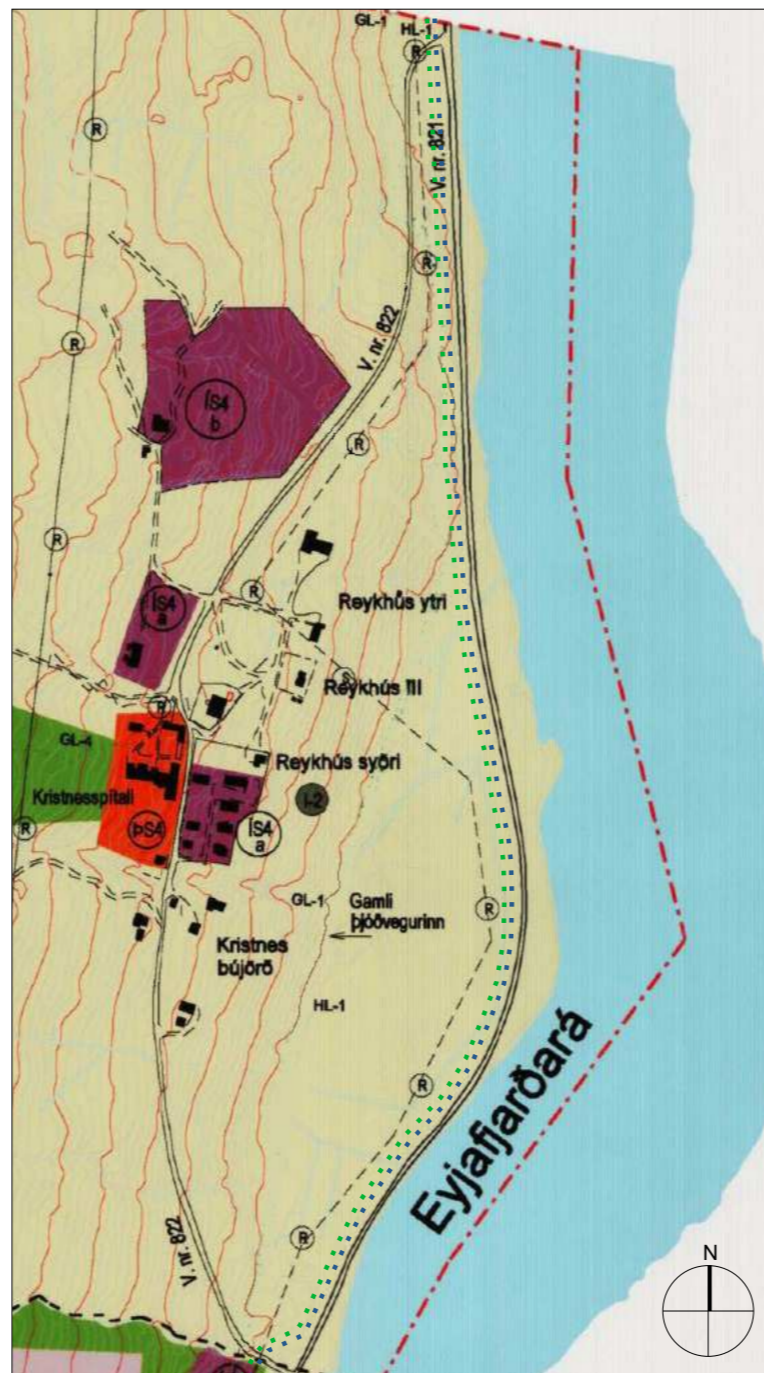 GL-1
HL-1
R
R
V. nr. 821
R
R
V. nr. 822
ÍS4
b
R
R
R
ÍS4
a
Reykhús ytri
S
Reykhús III
R
GL-4
Reykhús syðri
Kristnesspítali
I-2
R
ÞS4
ÍS4
a
GL-1
Gamli
þjóðvegurinn
R
Kristnes
bújörð
HL-1
Eyjafjarðará
R
V. nr. 822
R
N